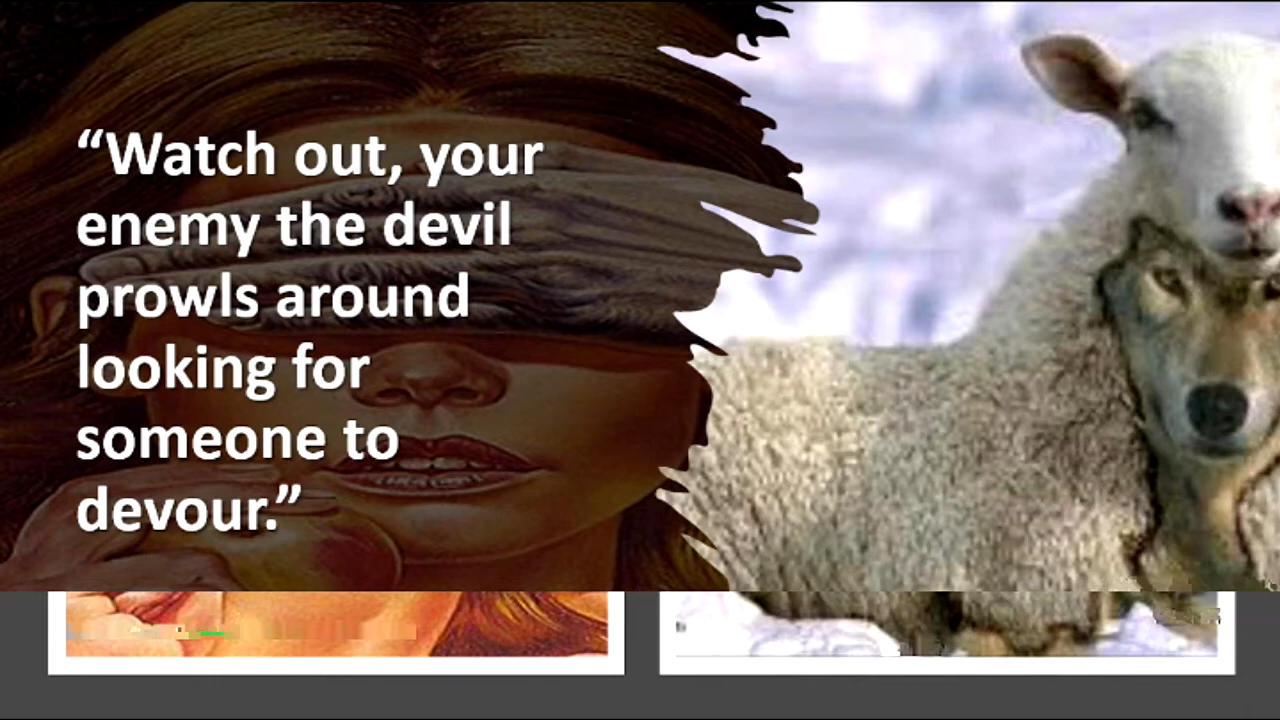 “Watch out, your
enemy the devil
prowls around
looking for
someone to
devour.”